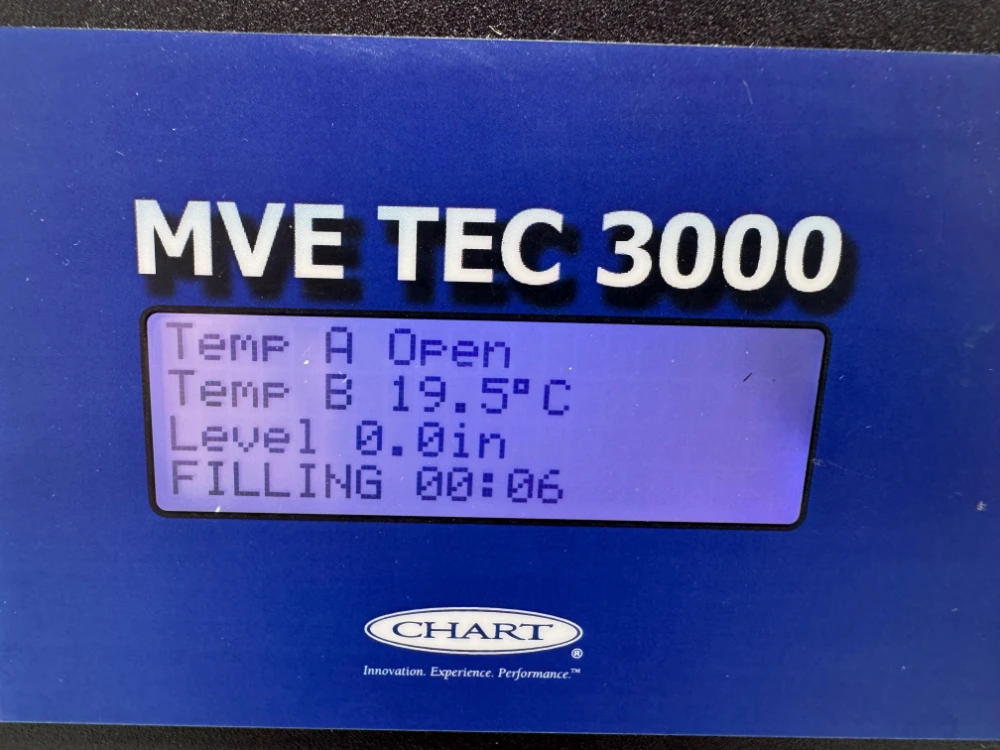 MVE TEC 3000
Temp A Open
Temp B 19.5°C
Level 0.0in
FILLING 00:06
CHART
®
Innovation. Experience. Performance.™